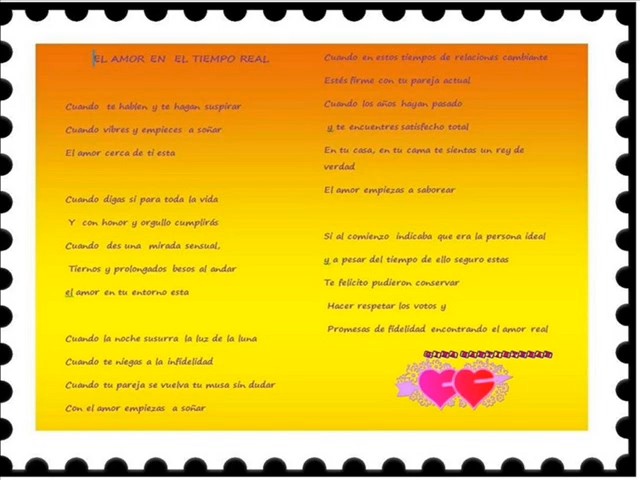 EL AMOR EN EL TIEMPO REAL
Cuando te hablen y te hagan suspirar
Cuando vibres y empieces a soñar
El amor cerca de ti esta
Cuando digas si para toda la vida
Y con honor y orgullo cumplirás
Cuando des una mirada sensual,
Tiernos y prolongados besos al andar
el amor en tu entorno esta
Cuando la noche susurra la luz de la luna
Cuando te niegas a la infidelidad
Cuando tu pareja se vuelva tu musa sin dudar
Con el amor empiezas a soñar
Cuando en estos tiempos de relaciones cambiante
Estés firme con tu pareja actual
Cuando los años hayan pasado
y te encuentres satisfecho total
En tu casa, en tu cama te sientas un rey de
verdad
El amor empiezas a saborear
Si al comienzo indicaba que era la persona ideal
y a pesar del tiempo de ello seguro estas
Te felicito pudieron conservar
Hacer respetar los votos y
Promesas de fidelidad encontrando el amor real